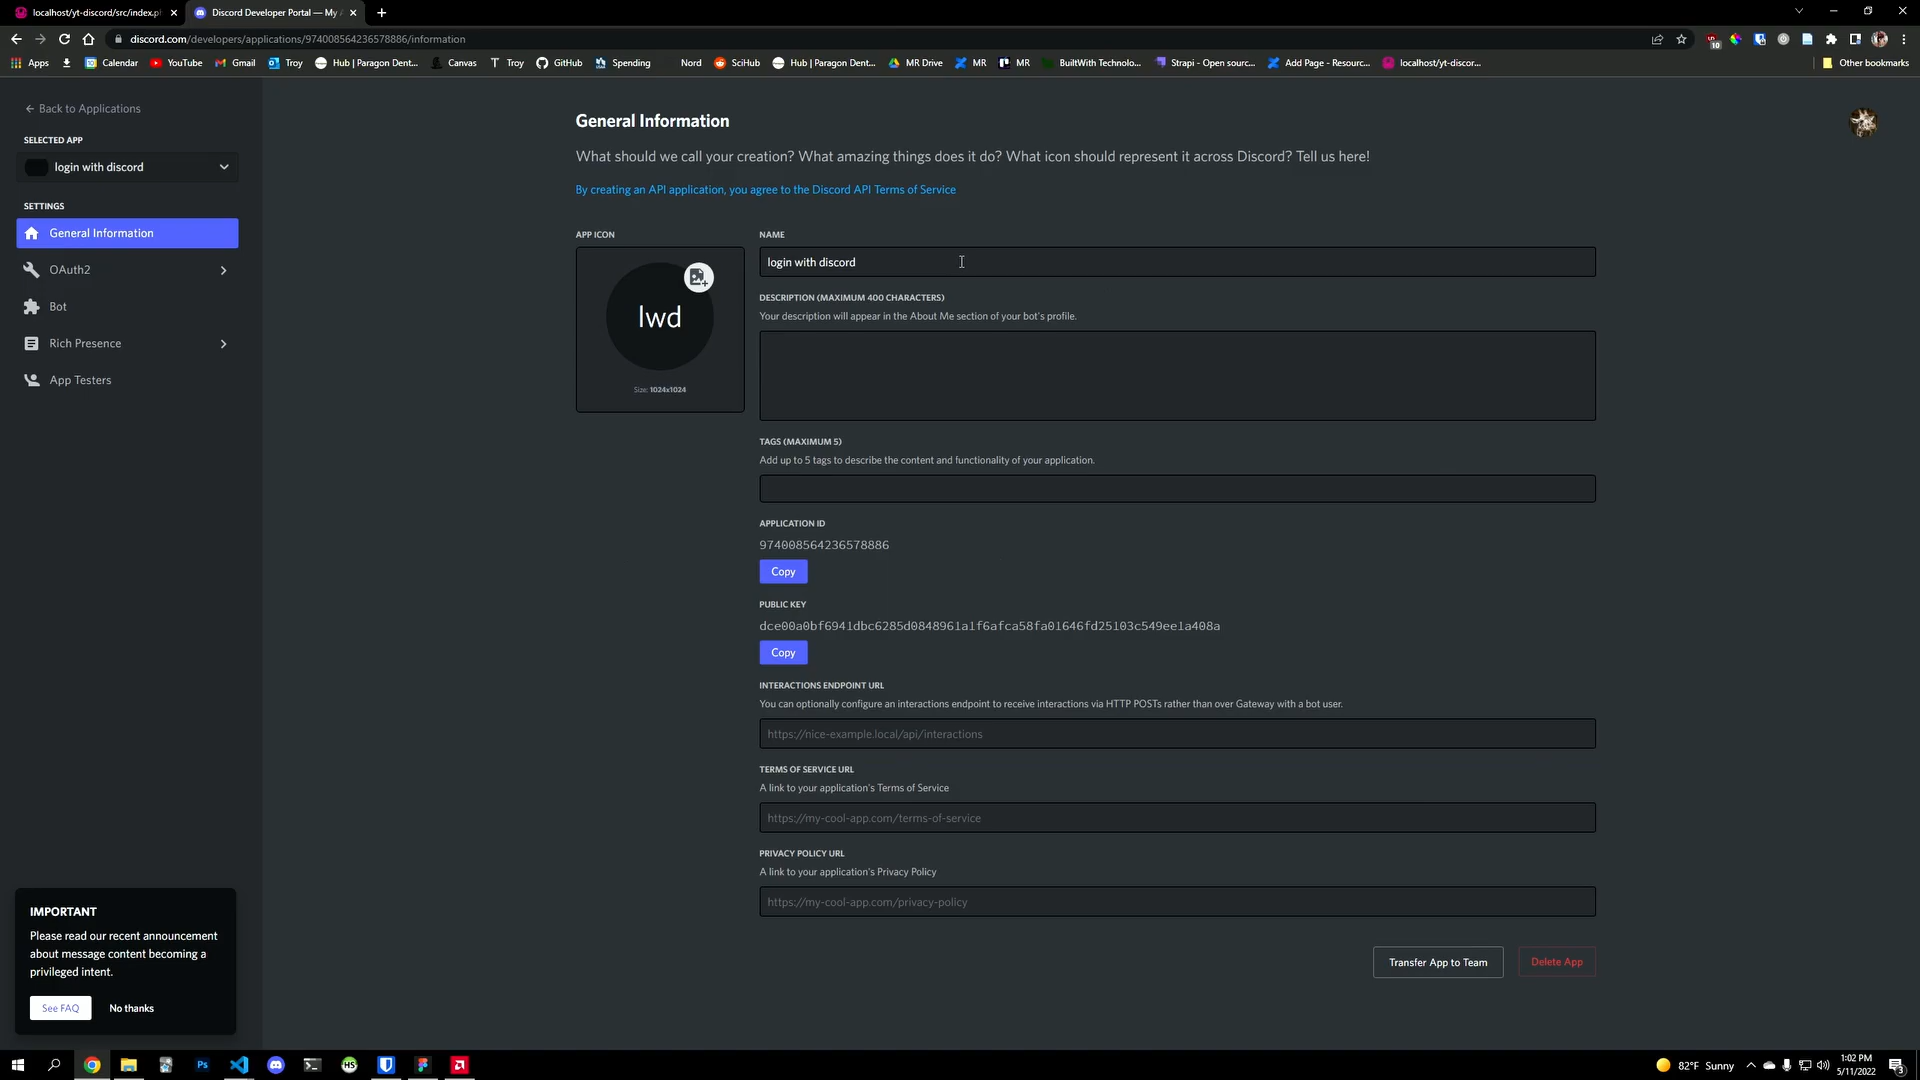 localhost/yt-discord/src/index.p
Discord Developer Portal — My
discord.com/developers/applications/974008564236578886/information
10
Apps
Calendar
YouTube
Gmail
Troy
Hub | Paragon Dent...
Canvas
Troy
GitHub
Spending
Nord
SciHub
Hub | Paragon Dent...
MR Drive
MR
MR
BuiltWith Technolo...
Strapi - Open sourc...
Add Page - Resourc...
localhost/yt-discor...
Other bookmarks
Back to Applications
SELECTED APP
login with discord
SETTINGS
General Information
OAuth2
Bot
Rich Presence
App Testers
General Information
What should we call your creation? What amazing things does it do? What icon should represent it across Discord? Tell us here!
By creating an API application, you agree to the Discord API Terms of Service
APP ICON
lwd
Size: 1024x1024
NAME
login with discord
DESCRIPTION (MAXIMUM 400 CHARACTERS)
Your description will appear in the About Me section of your bot's profile.
TAGS (MAXIMUM 5)
Add up to 5 tags to describe the content and functionality of your application.
APPLICATION ID
974008564236578886
Copy
PUBLIC KEY
dce00a0bf6941dbc6285d0848961a1f6afca58fa01646fd25103c549ee1a408a
Copy
INTERACTIONS ENDPOINT URL
You can optionally configure an interactions endpoint to receive interactions via HTTP POSTs rather than over Gateway with a bot user.
https://nice-example.local/api/interactions
TERMS OF SERVICE URL
A link to your application's Terms of Service
https://my-cool-app.com/terms-of-service
PRIVACY POLICY URL
A link to your application's Privacy Policy
https://my-cool-app.com/privacy-policy
Transfer App to Team
Delete App
IMPORTANT
Please read our recent announcement
about message content becoming a
privileged intent.
See FAQ
No thanks
Ps
HS
82°F Sunny
1:02 PM
5/11/2022
3